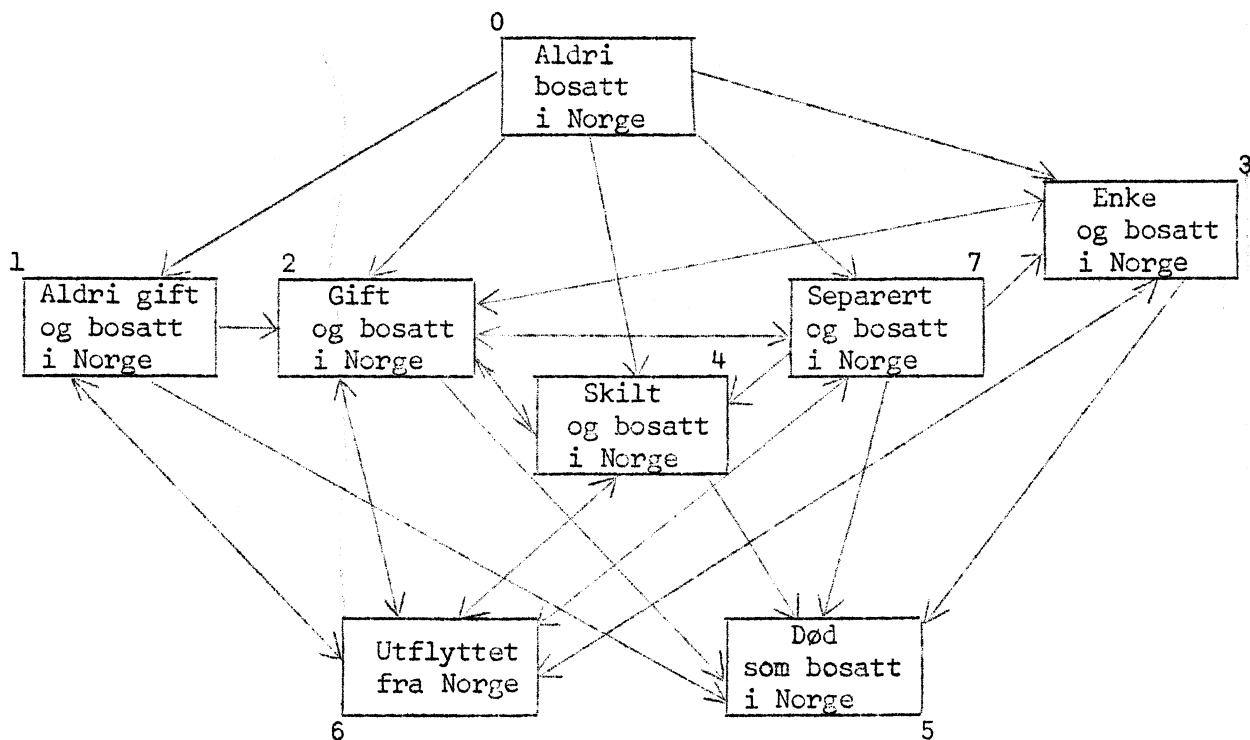 0
Aldri
bosatt
i Norge
3
Enke
og bosatt
i Norge
1
Aldri gift
og bosatt
i Norge
2
Gift
og bosatt
i Norge
7
Separert
og bosatt
i Norge
4
Skilt
og bosatt
i Norge
Utflyttet
fra Norge
6
Død
som bosatt
i Norge
5